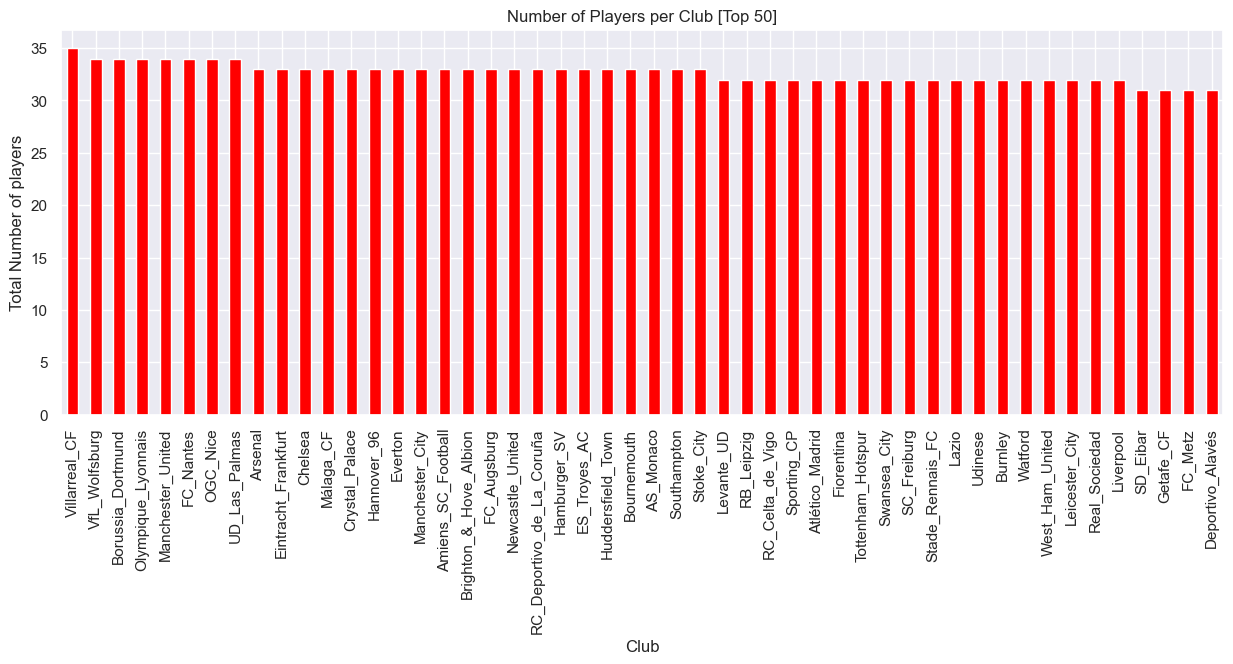 Number of Players per Club [Top 50]
Total Number of players
35
30
25
20
15
10
5
0
Villarreal_CF
VfL_Wolfsburg
Borussia_Dortmund
Olympique_Lyonnais
Manchester_United
FC_Nantes
OGC_Nice
UD_Las_Palmas
Arsenal
Eintracht_Frankfurt
Chelsea
Málaga_CF
Crystal_Palace
Hannover_96
Everton
Manchester_City
Amiens_SC_Football
Brighton_&_Hove_Albion
FC_Augsburg
Newcastle_United
RC_Deportivo_de_La_Coruña
Hamburger_SV
ES_Troyes_AC
Huddersfield_Town
Bournemouth
AS_Monaco
Southampton
Stoke_City
Levante_UD
RB_Leipzig
RC_Celta_de_Vigo
Sporting_CP
Atlético_Madrid
Fiorentina
Tottenham_Hotspur
Swansea_City
SC_Freiburg
Stade_Rennais_FC
Lazio
Udinese
Burnley
Watford
West_Ham_United
Leicester_City
Real_Sociedad
Liverpool
SD_Eibar
Getafe_CF
FC_Metz
Deportivo_Alavés
Club